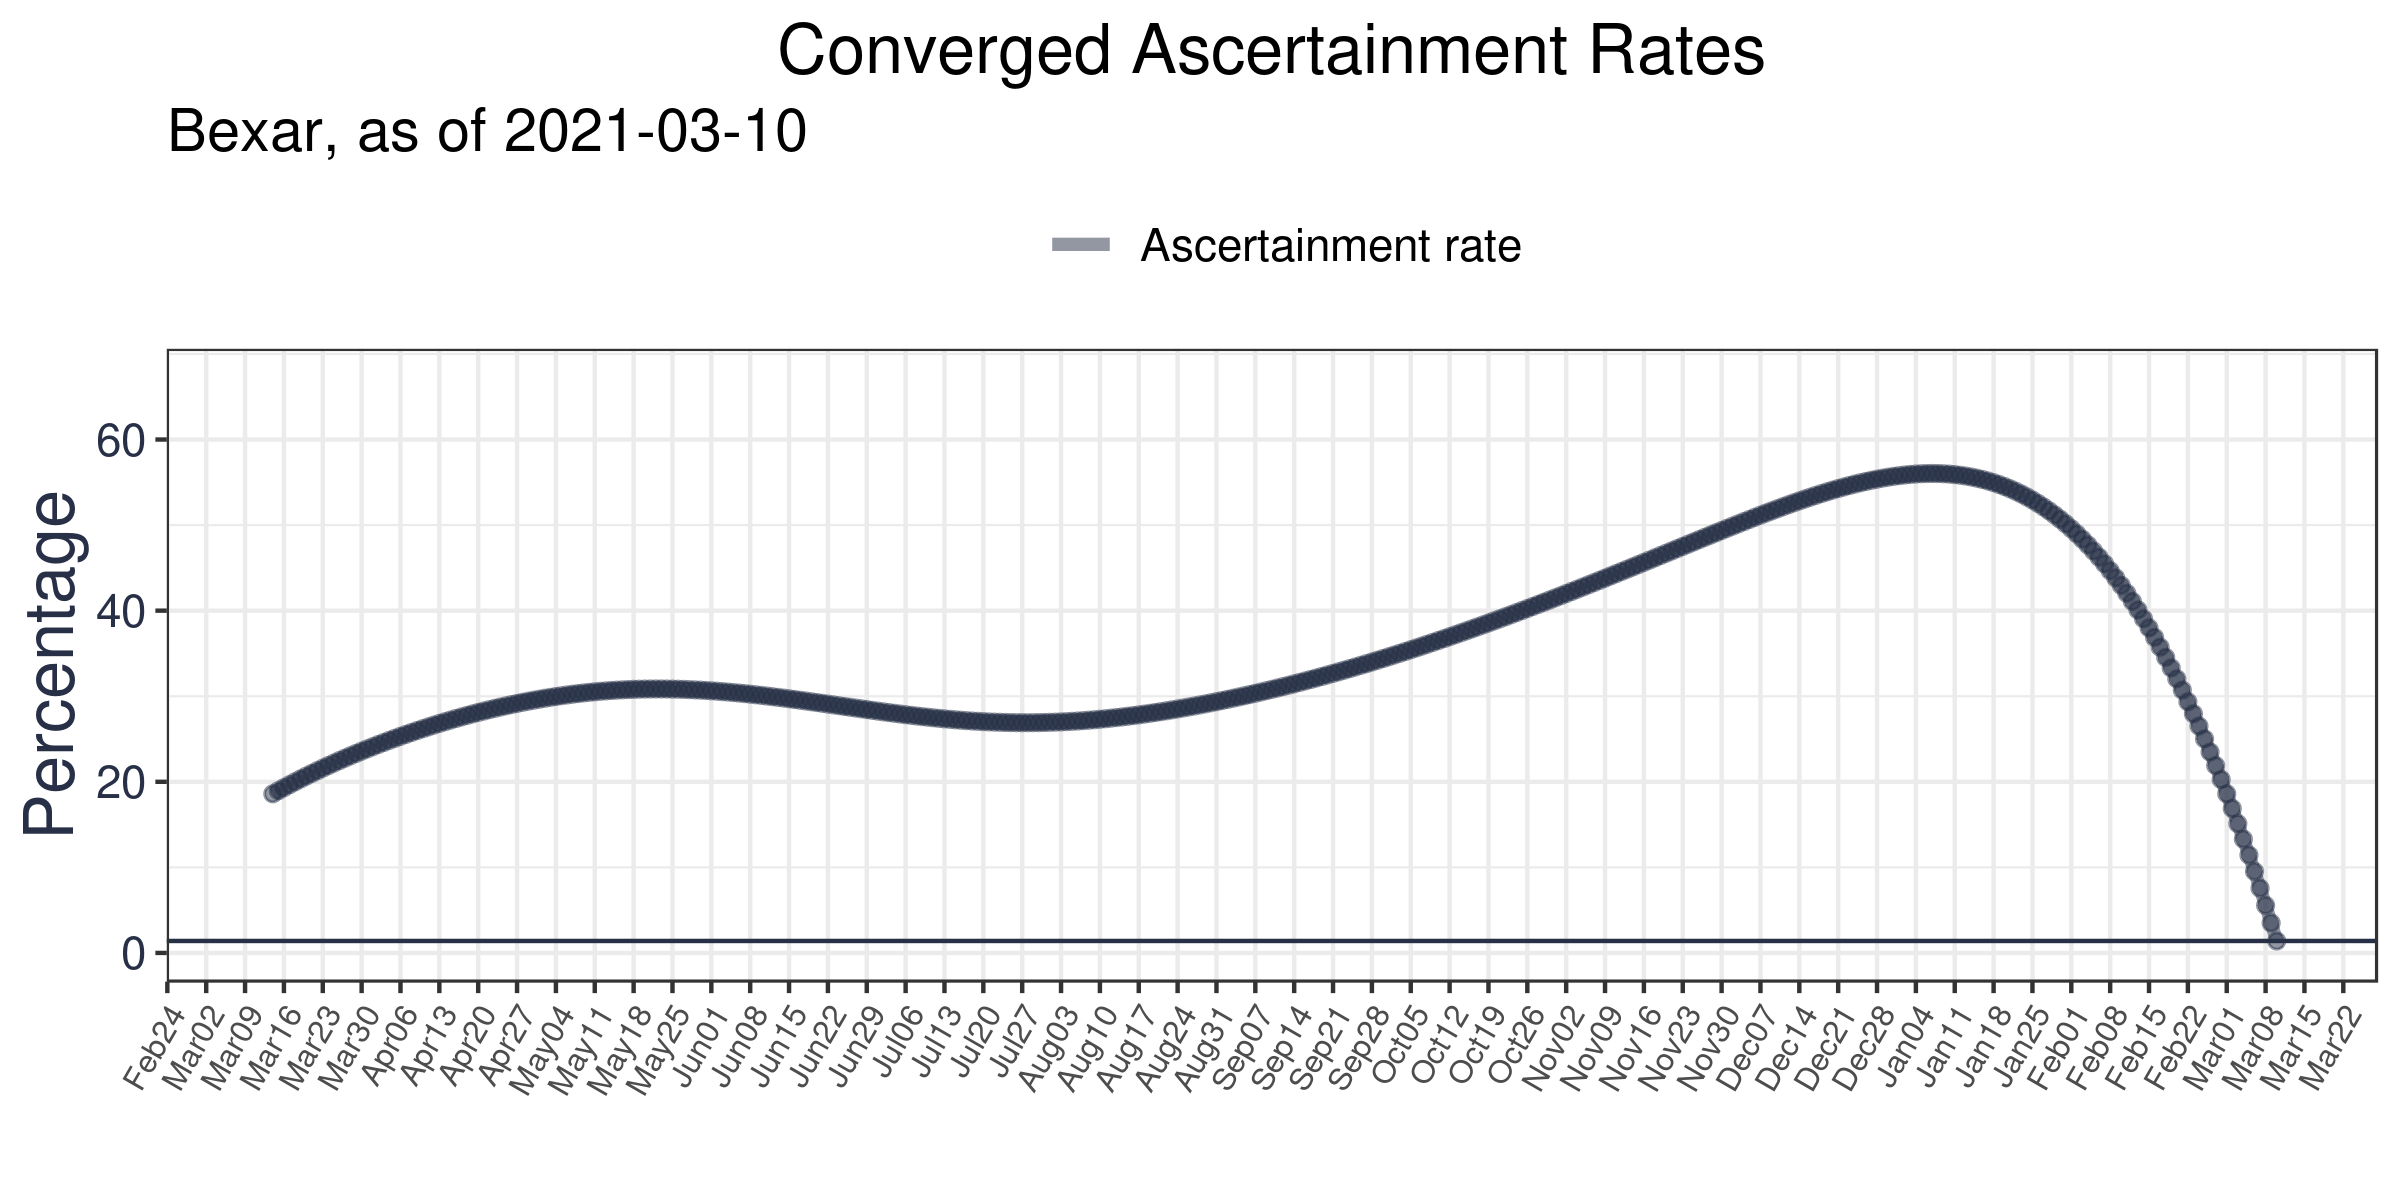 Converged Ascertainment Rates
Bexar, as of 2021-03-10
Ascertainment rate
Percentage
60
40
20
0
Feb24 Mar02 Mar09 Mar16 Mar23 Mar30 Apr06 Apr13 Apr20 Apr27 May04 May11 May18 May25 Jun01 Jun08 Jun15 Jun22 Jun29 Jul06 Jul13 Jul20 Jul27 Aug03 Aug10 Aug17 Aug24 Aug31 Sep07 Sep14 Sep21 Sep28 Oct05 Oct12 Oct19 Oct26 Nov02 Nov09 Nov16 Nov23 Nov30 Dec07 Dec14 Dec21 Dec28 Jan04 Jan11 Jan18 Jan25 Feb01 Feb08 Feb15 Feb22 Mar01 Mar08 Mar15 Mar22